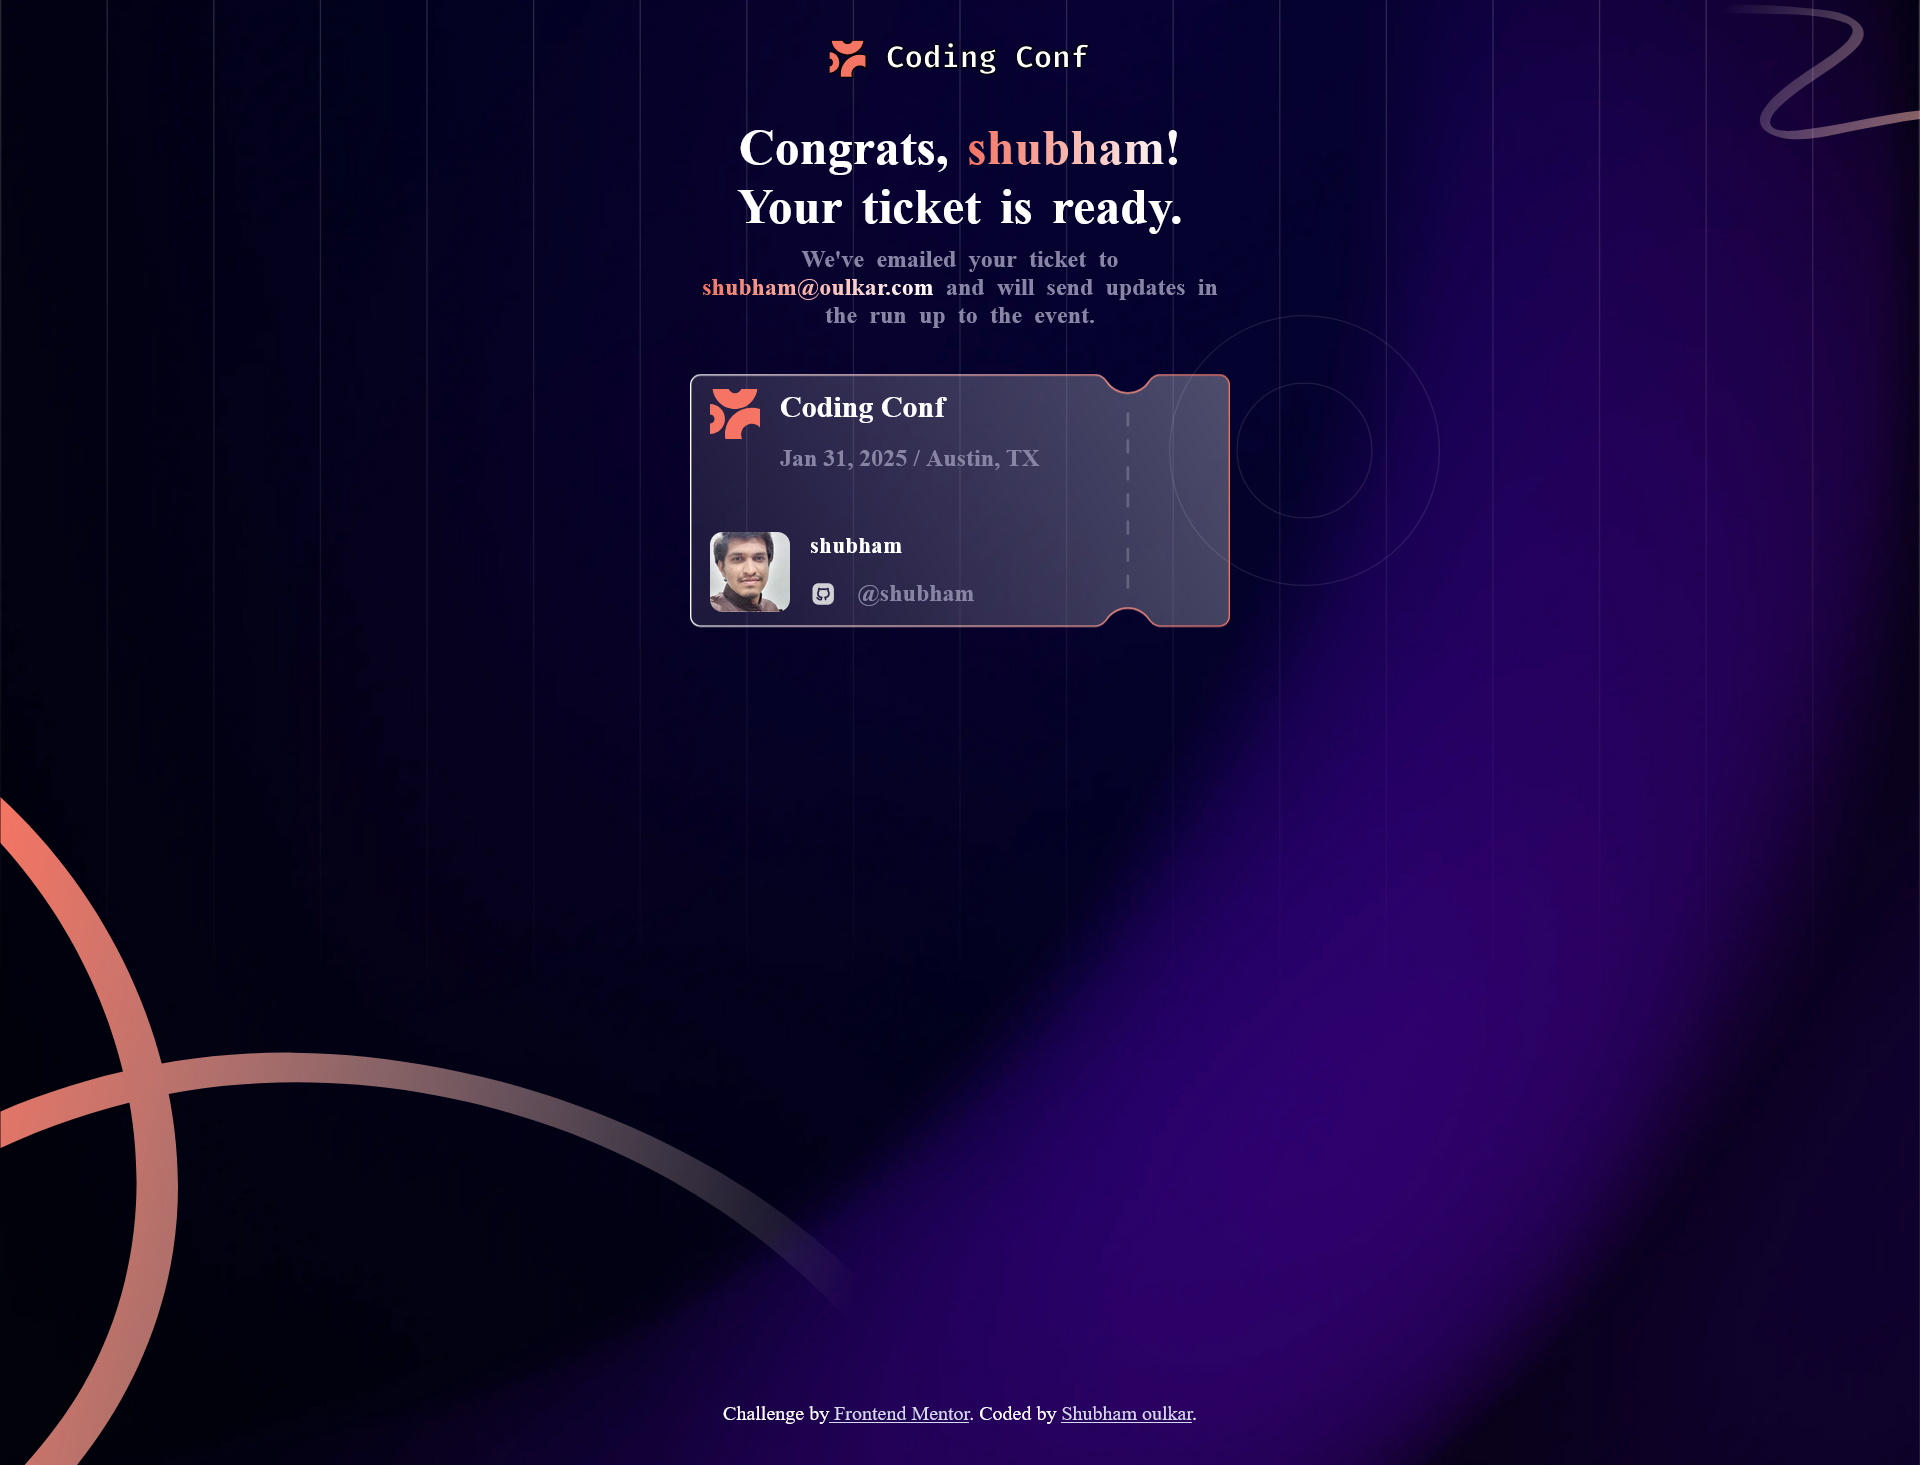 Coding Conf
Congrats, shubham!
Your ticket is ready.
We've emailed your ticket to
shubham@oulkar.com and will send updates in
the run up to the event.
Coding Conf
Jan 31, 2025 / Austin, TX
shubham
@shubham
Challenge by Frontend Mentor. Coded by Shubham oulkar.